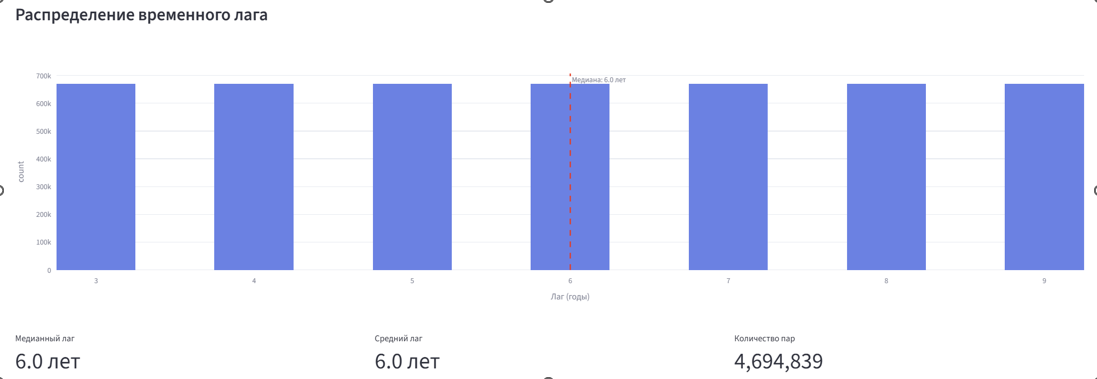 Распределение временного лага
Медиана: 6.0 лет
700k
600k
500k
400k
300k
200k
100k
0
count
3 4 5 6 7 8 9
Лаг (годы)
Медианный лаг Средний лаг Количество пар
6.0 лет 6.0 лет 4,694,839